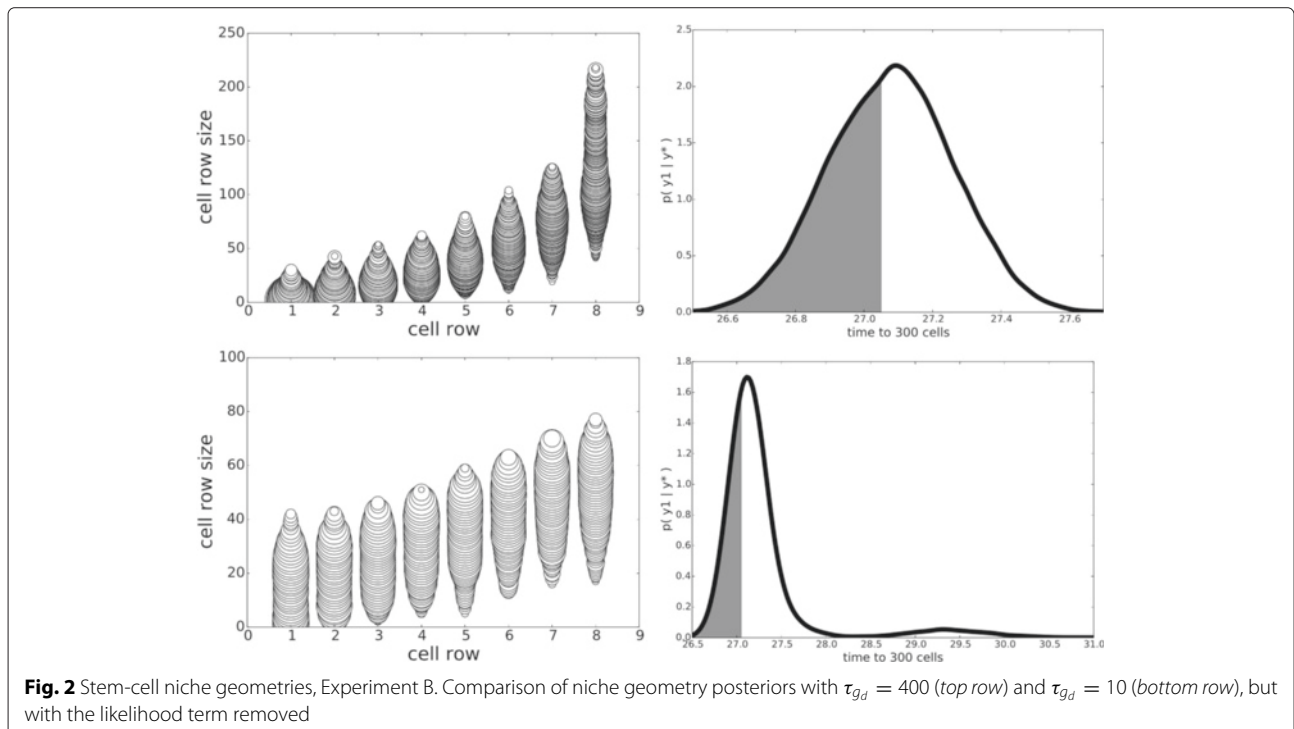 250
200
150
100
50
0
cell row size
0 1 2 3 4 5 6 7 8 9
cell row
2.5
2.0
1.5
1.0
0.5
0.0
p( y1 | y* )
26.6 26.8 27.0 27.2 27.4 27.6
time to 300 cells
100
80
60
40
20
0
cell row size
0 1 2 3 4 5 6 7 8 9
cell row
1.8
1.6
1.4
1.2
1.0
0.8
0.6
0.4
0.2
0.0
p( y1 | y* )
26.5 27.0 27.5 28.0 28.5 29.0 29.5 30.0 30.5 31.0
time to 300 cells
Fig. 2 Stem-cell niche geometries, Experiment B. Comparison of niche geometry posteriors with τ_{g_d} = 400 (top row) and τ_{g_d} = 10 (bottom row), but
with the likelihood term removed